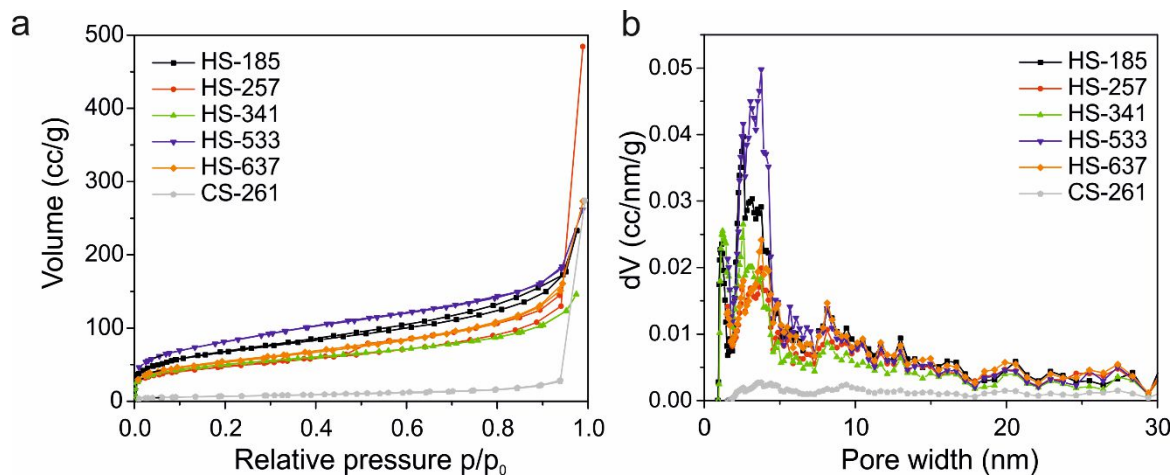 a
500
400
300
200
100
0
Volume (cc/g)
HS-185
HS-257
HS-341
HS-533
HS-637
CS-261
0.0 0.2 0.4 0.6 0.8 1.0
Relative pressure p/p₀
b
0.05
0.04
0.03
0.02
0.01
0.00
dV (cc/nm/g)
HS-185
HS-257
HS-341
HS-533
HS-637
CS-261
0 10 20 30
Pore width (nm)